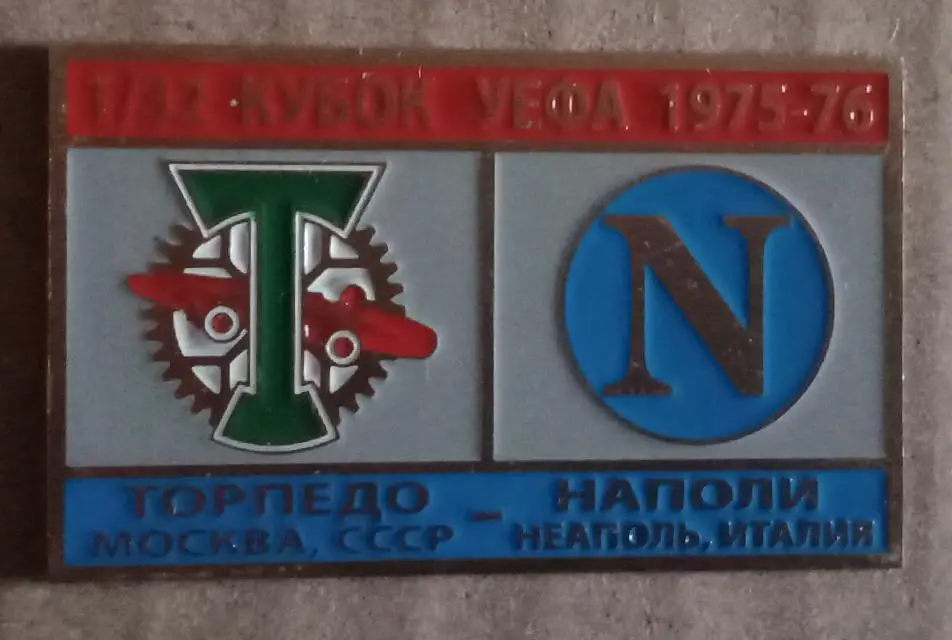 1/32 КУБОК УЕФА 1975-76
Т
N
ТОРПЕДО - НАПОЛИ
МОСКВА, СССР НЕАПОЛЬ, ИТАЛИЯ